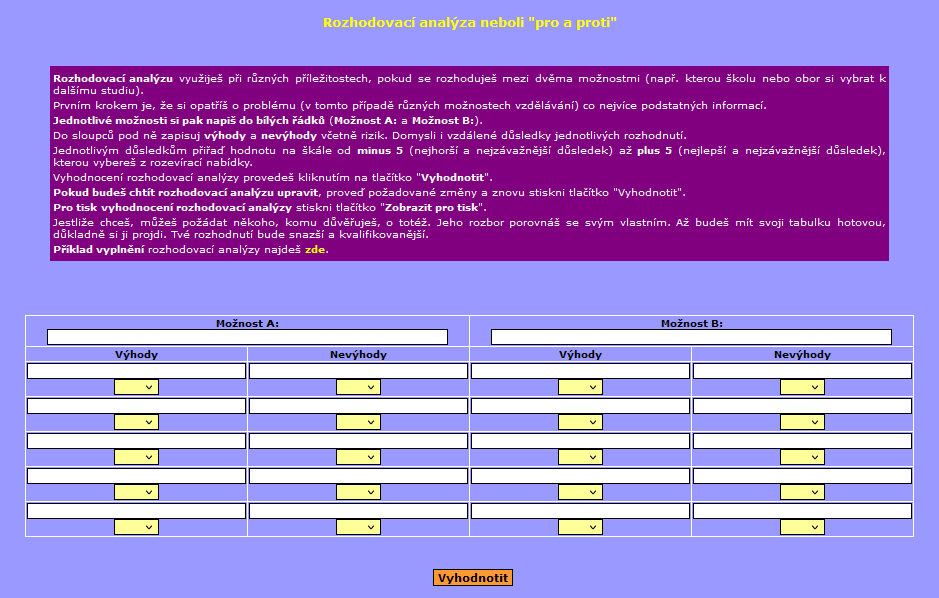 Rozhodovací analýza neboli "pro a proti"
Rozhodovací analýzu využiješ při různých příležitostech, pokud se rozhoduješ mezi dvěma možnostmi (např. kterou školu nebo obor si vybrat k
dalšímu studiu).
Prvním krokem je, že si opatříš o problému (v tomto případě různých možnostech vzdělávání) co nejvíce podstatných informací.
Jednotlivé možnosti si pak napiš do bílých řádků (Možnost A: a Možnost B:).
Do sloupců pod ně zapisuj výhody a nevýhody včetně rizik. Domysli i vzdálené důsledky jednotlivých rozhodnutí.
Jednotlivým důsledkům přiřaď hodnotu na škále od minus 5 (nejhorší a nejzávažnější důsledek) až plus 5 (nejlepší a nejzávažnější důsledek),
kterou vybereš z rozevírací nabídky.
Vyhodnocení rozhodovací analýzy provedeš kliknutím na tlačítko "Vyhodnotit".
Pokud budeš chtít rozhodovací analýzu upravit, proveď požadované změny a znovu stiskni tlačítko "Vyhodnotit".
Pro tisk vyhodnocení rozhodovací analýzy stiskni tlačítko "Zobrazit pro tisk".
Jestliže chceš, můžeš požádat někoho, komu důvěřuješ, o totéž. Jeho rozbor porovnáš se svým vlastním. Až budeš mít svoji tabulku hotovou,
důkladně si ji projdi. Tvé rozhodnutí bude snazší a kvalifikovanější.
Příklad vyplnění rozhodovací analýzy najdeš zde.
Možnost A: Možnost B:
Výhody Nevýhody Výhody Nevýhody
Vyhodnotit